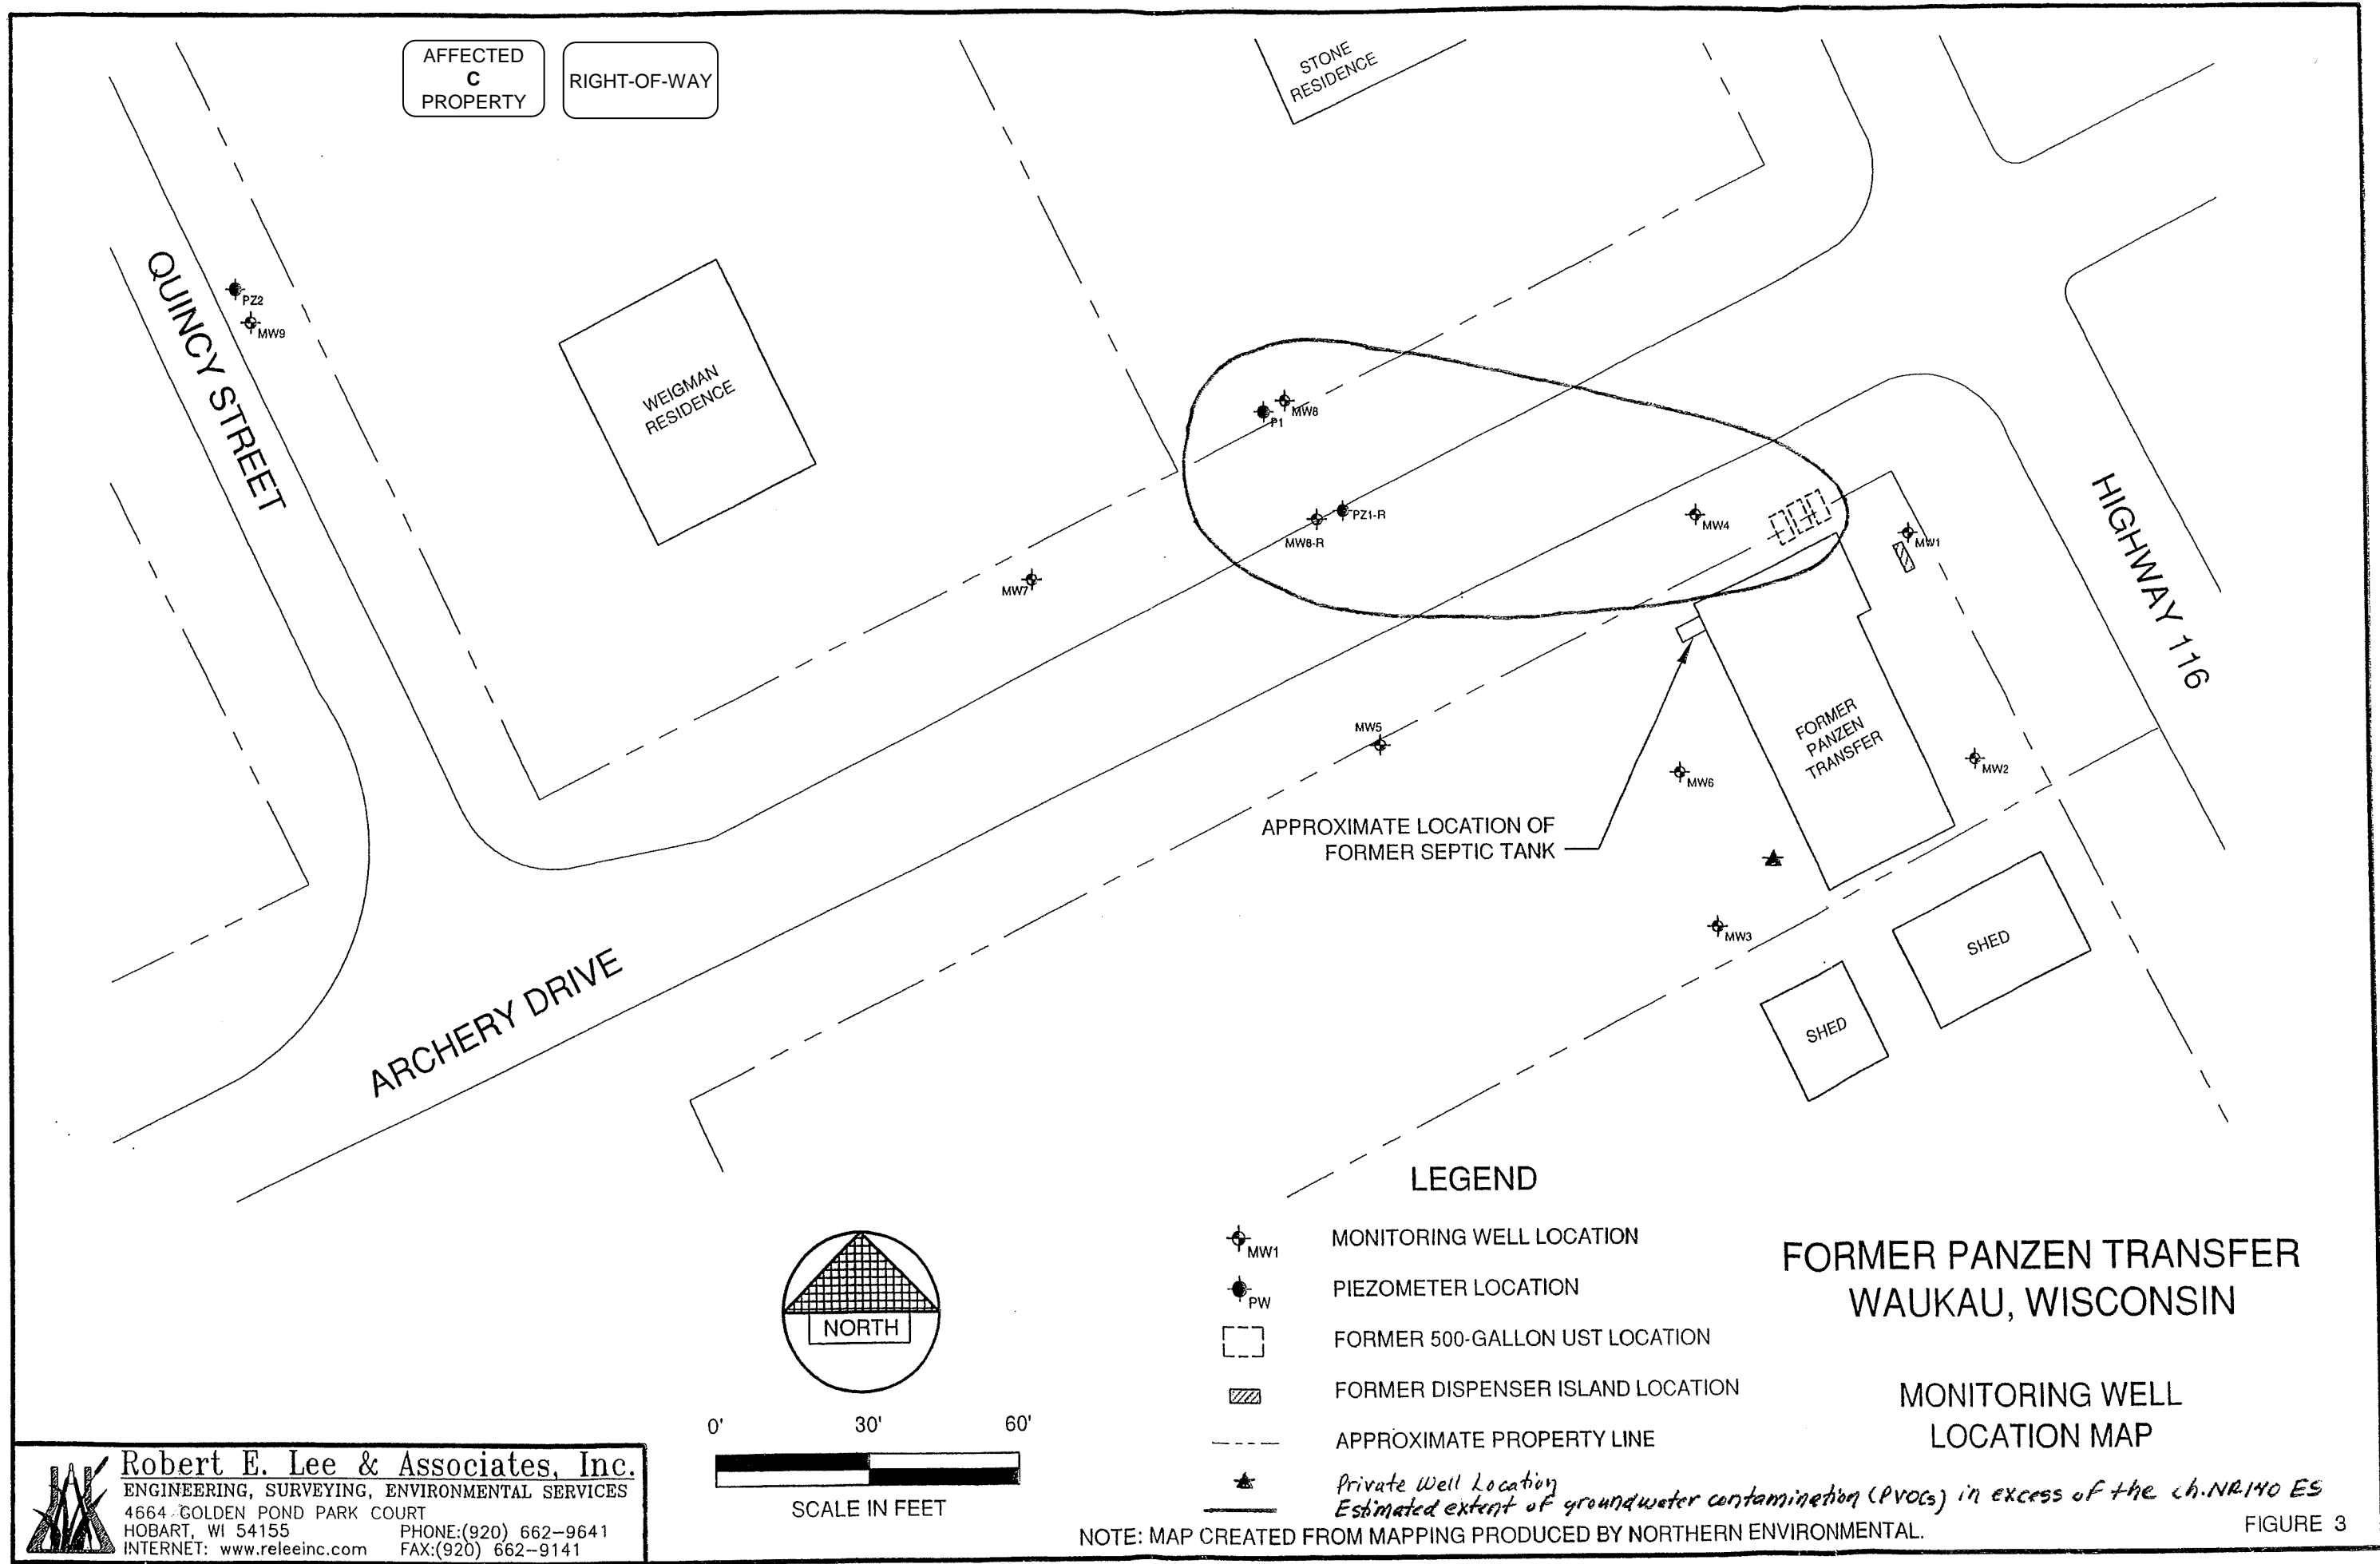 AFFECTED
C
PROPERTY
RIGHT-OF-WAY
STONE
RESIDENCE
QUINCY STREET
PZ2
MW9
WEIGMAN
RESIDENCE
MW8
P1
PZ1-R
MW8-R
MW7
MW4
MW1
HIGHWAY 116
MW5
FORMER
PANZEN
TRANSFER
MW6
MW2
APPROXIMATE LOCATION OF
FORMER SEPTIC TANK
MW3
SHED
SHED
ARCHERY DRIVE
LEGEND
MW1
MONITORING WELL LOCATION
PW
PIEZOMETER LOCATION
FORMER 500-GALLON UST LOCATION
FORMER DISPENSER ISLAND LOCATION
APPROXIMATE PROPERTY LINE
Private Well Location
Estimated extent of groundwater contamination (PVOCs) in excess of the ch.NR140 ES
NOTE: MAP CREATED FROM MAPPING PRODUCED BY NORTHERN ENVIRONMENTAL.
NORTH
0' 30' 60'
SCALE IN FEET
FORMER PANZEN TRANSFER
WAUKAU, WISCONSIN
MONITORING WELL
LOCATION MAP
FIGURE 3
Robert E. Lee & Associates, Inc.
ENGINEERING, SURVEYING, ENVIRONMENTAL SERVICES
4664 GOLDEN POND PARK COURT
HOBART, WI 54155 PHONE:(920) 662-9641
INTERNET: www.releeinc.com FAX:(920) 662-9141